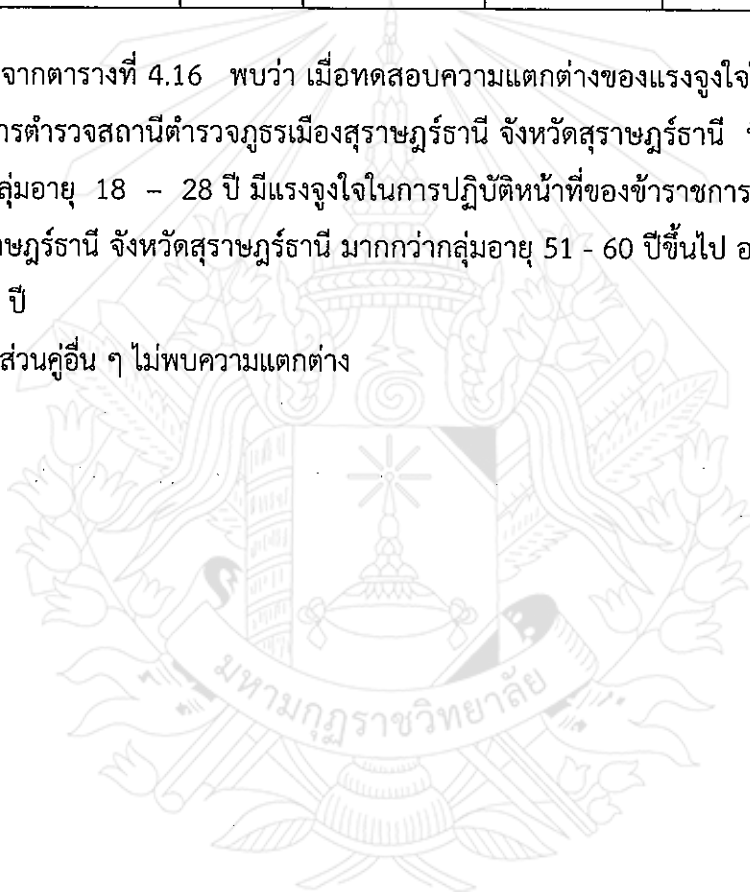 จากตารางที่ 4.16 พบว่า เมื่อทดสอบความแตกต่างของแรงจูงใจ
การตำรวจสถานีตำรวจภูธรเมืองสุราษฎร์ธานี จังหวัดสุราษฎร์ธานี
ลุ่มอายุ 18 – 28 ปี มีแรงจูงใจในการปฏิบัติหน้าที่ของข้าราชการ
าษฎร์ธานี จังหวัดสุราษฎร์ธานี มากกว่ากลุ่มอายุ 51 - 60 ปีขึ้นไป อ
ปี
ส่วนคู่อื่น ๆ ไม่พบความแตกต่าง
มหามกุฏราชวิทยาลัย